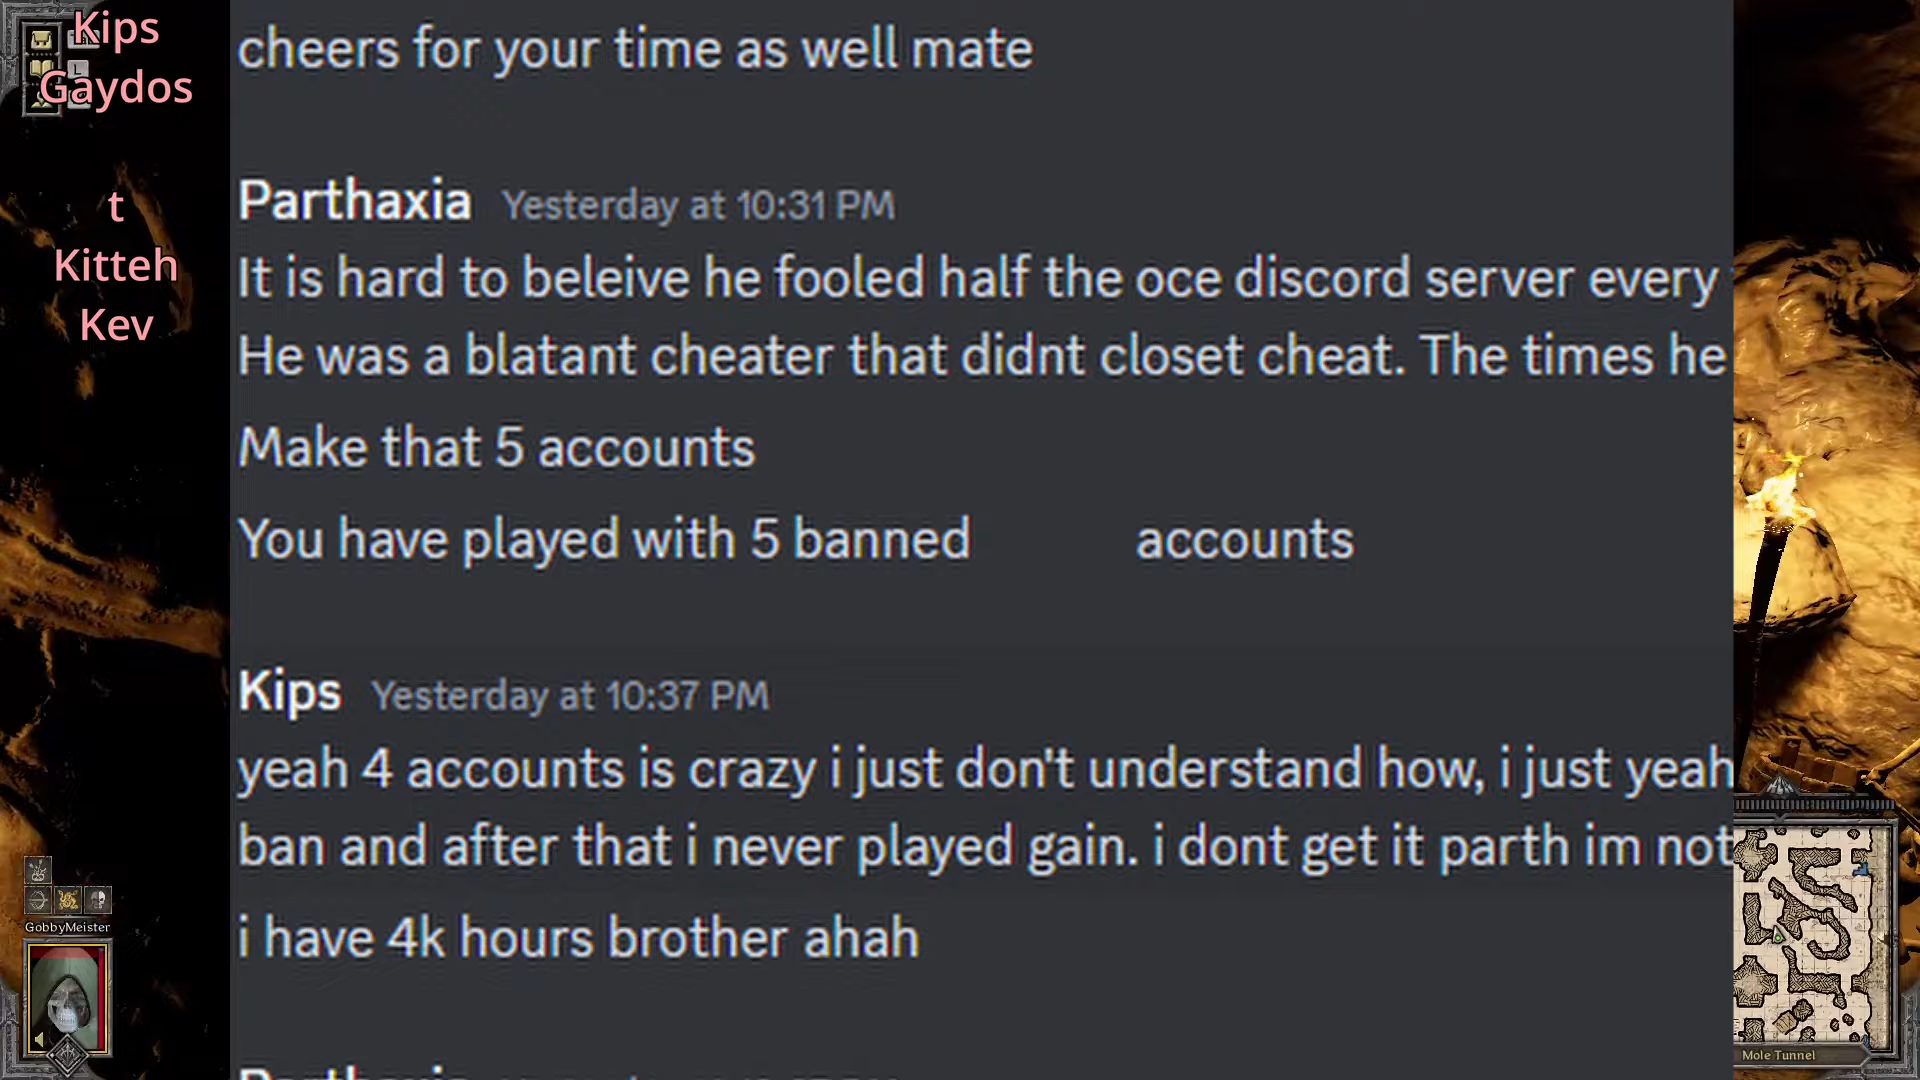 Kips
Gaydos
t
Kitteh
Kev
cheers for your time as well mate
Parthaxia Yesterday at 10:31 PM
It is hard to beleive he fooled half the oce discord server every
He was a blatant cheater that didnt closet cheat. The times he
Make that 5 accounts
You have played with 5 banned accounts
Kips Yesterday at 10:37 PM
yeah 4 accounts is crazy i just don't understand how, i just yeah
ban and after that i never played gain. i dont get it parth im not
i have 4k hours brother ahah
GobbyMeister
Mole Tunnel